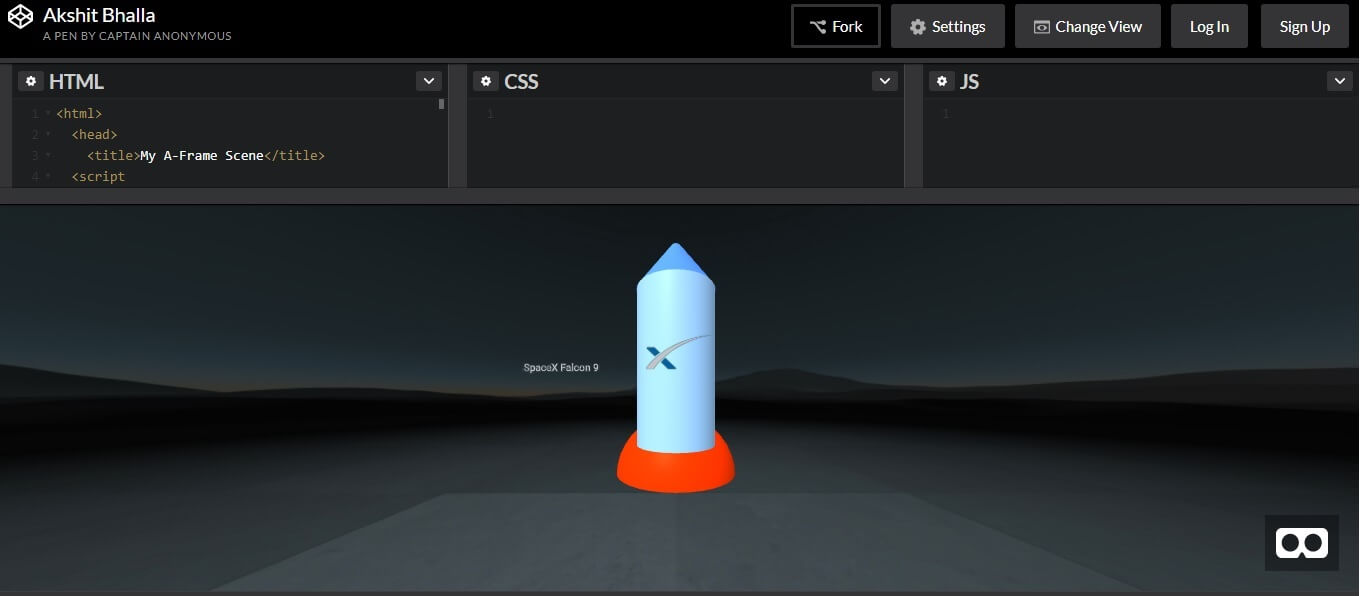 Akshit Bhalla
A PEN BY CAPTAIN ANONYMOUS
Fork
Settings
Change View
Log In
Sign Up
HTML
1 <html>
2 <head>
3 <title>My A-Frame Scene</title>
4 <script
CSS
1
JS
1
SpaceX Falcon 9
X